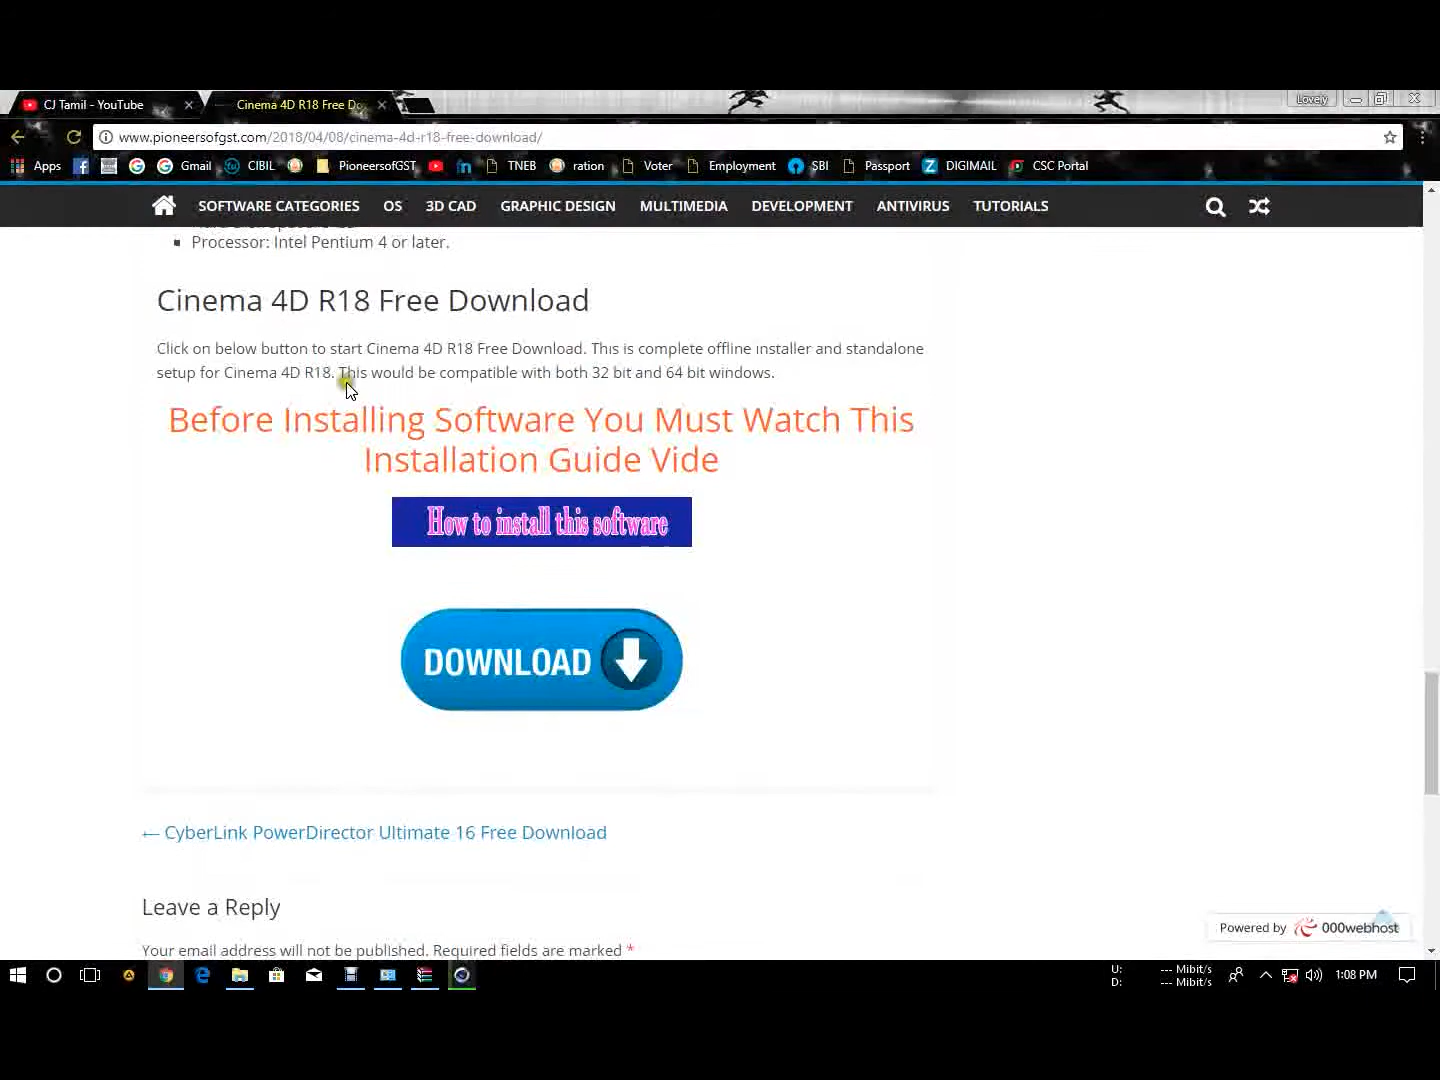 CJ Tamil - YouTube
Cinema 4D R18 Free Do
Lovely
www.pioneersofgst.com/2018/04/08/cinema-4d-r18-free-download/
Apps Gmail CIBIL PioneersofGST TNEB ration Voter Employment SBI Passport DIGIMAIL CSC Portal
SOFTWARE CATEGORIES OS 3D CAD GRAPHIC DESIGN MULTIMEDIA DEVELOPMENT ANTIVIRUS TUTORIALS
Processor: Intel Pentium 4 or later.
Cinema 4D R18 Free Download
Click on below button to start Cinema 4D R18 Free Download. This is complete offline installer and standalone
setup for Cinema 4D R18. This would be compatible with both 32 bit and 64 bit windows.
Before Installing Software You Must Watch This
Installation Guide Vide
How to install this software
DOWNLOAD
← CyberLink PowerDirector Ultimate 16 Free Download
Leave a Reply
Your email address will not be published. Required fields are marked *
Powered by 000webhost
U: --- Mibit/s
D: --- Mibit/s
1:08 PM